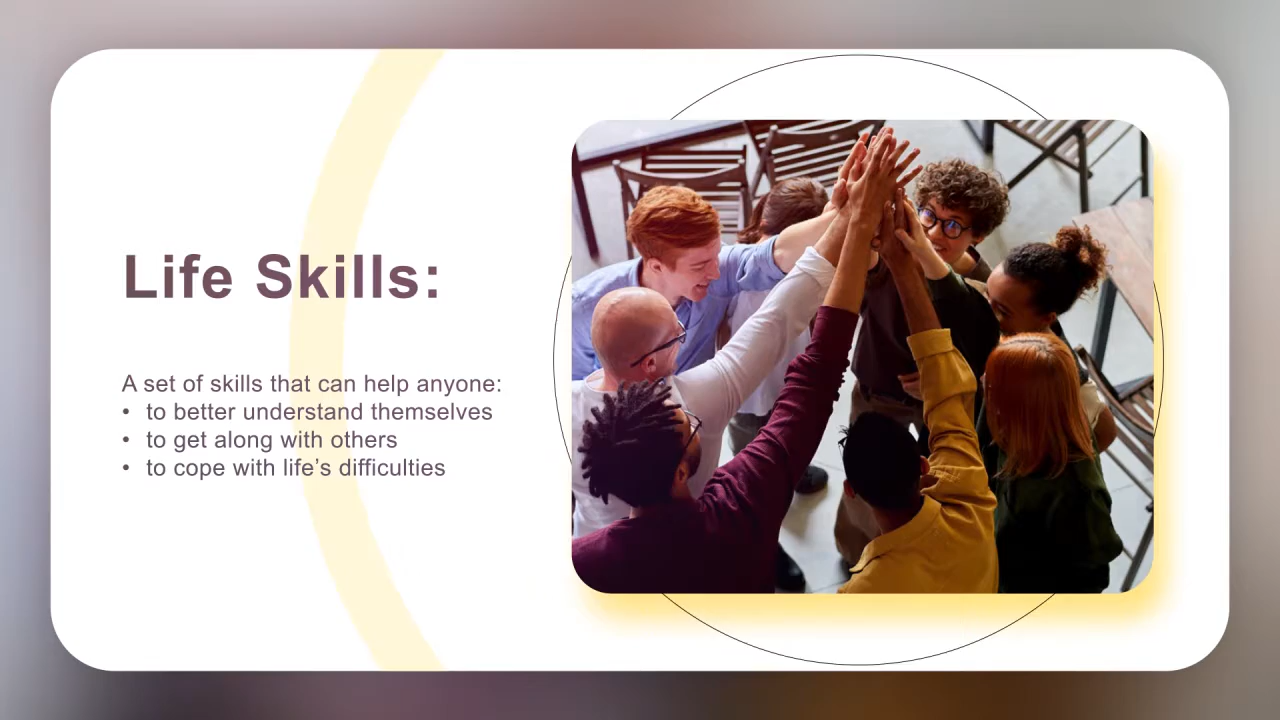 Life Skills:
A set of skills that can help anyone:
• to better understand themselves
• to get along with others
• to cope with life’s difficulties